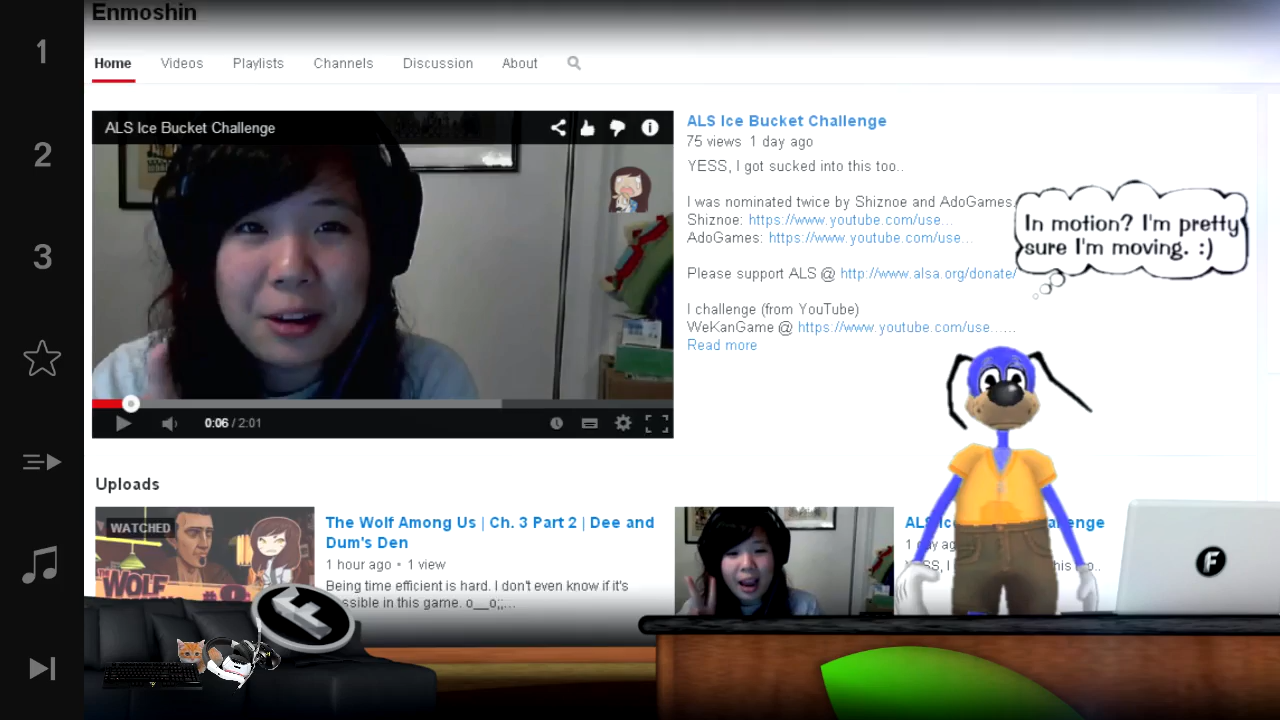 Enmoshin
Home Videos Playlists Channels Discussion About
1
2
3
ALS Ice Bucket Challenge
0:06 / 2:01
ALS Ice Bucket Challenge
75 views 1 day ago
YESS, I got sucked into this too..
I was nominated twice by Shiznoe and AdoGames.
Shiznoe: https://www.youtube.com/use...
AdoGames: https://www.youtube.com/use...
Please support ALS @ http://www.alsa.org/donate/
I challenge (from YouTube)
WeKanGame @ https://www.youtube.com/use......
Read more
In motion? I'm pretty
sure I'm moving. :)
Uploads
WATCHED
THE WOLF
The Wolf Among Us | Ch. 3 Part 2 | Dee and
Dum's Den
1 hour ago • 1 view
Being time efficient is hard. I don't even know if it's
possible in this game. o__o;;...
F
F